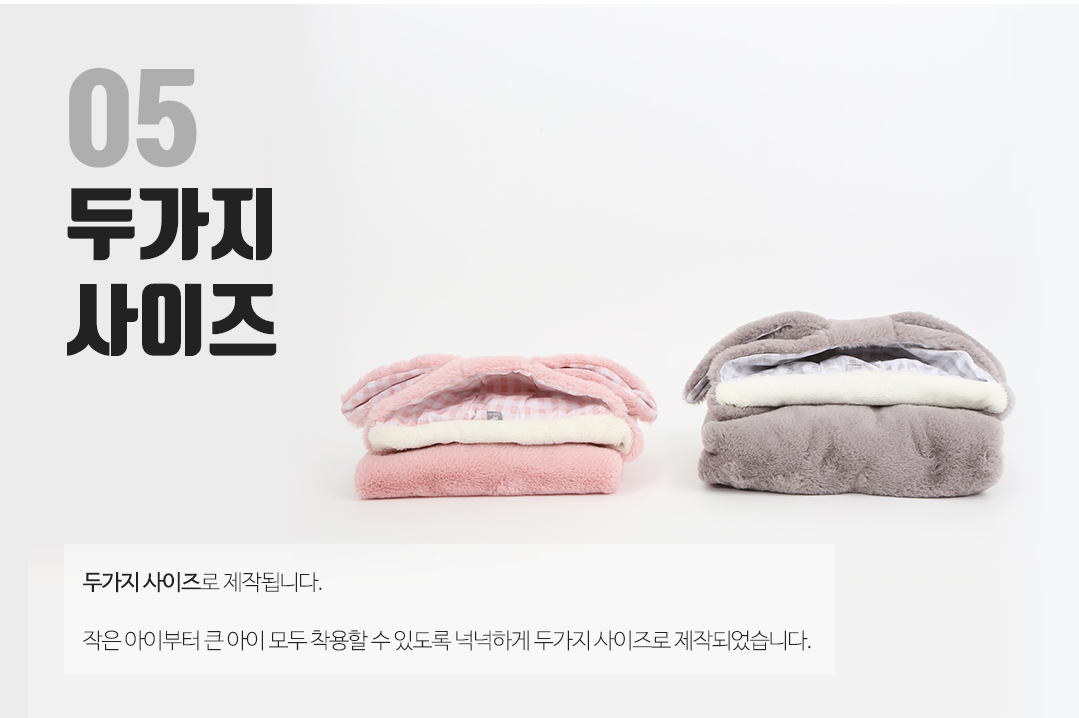 05
두가지
사이즈
두가지 사이즈로 제작됩니다.
작은 아이부터 큰 아이 모두 착용할 수 있도록 넉넉하게 두가지 사이즈로 제작되었습니다.